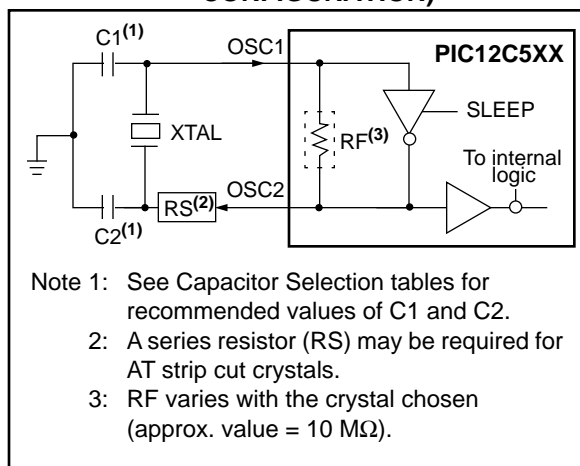 C1(1)
OSC1
PIC12C5XX
SLEEP
XTAL
RF(3)
To internal
logic
OSC2
RS(2)
C2(1)
Note 1: See Capacitor Selection tables for
recommended values of C1 and C2.
2: A series resistor (RS) may be required for
AT strip cut crystals.
3: RF varies with the crystal chosen
(approx. value = 10 MΩ).